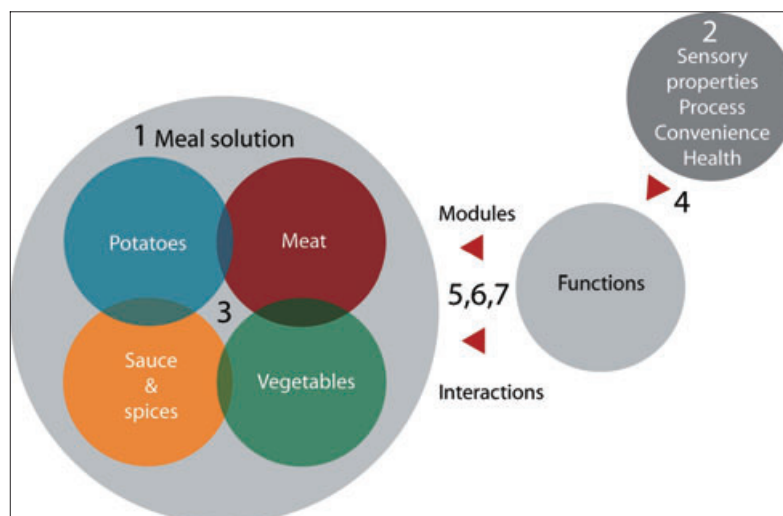 1 Meal solution
Potatoes
Meat
3
Sauce
&
spices
Vegetables
Modules
5,6,7
Interactions
Functions
2
Sensory
properties
Process
Convenience
Health
4